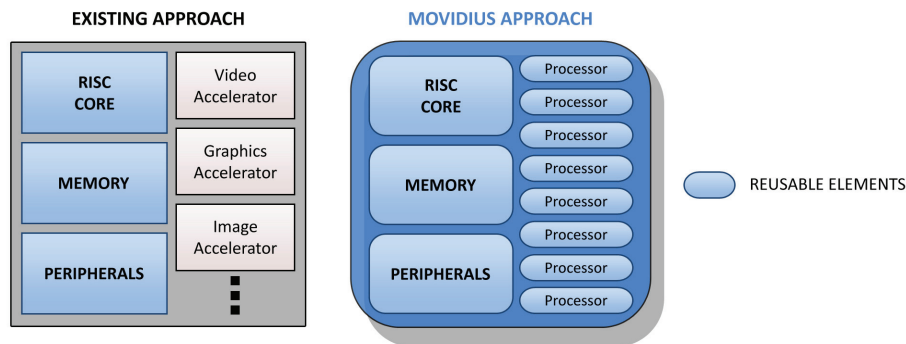 EXISTING APPROACH
RISC
CORE
MEMORY
PERIPHERALS
Video
Accelerator
Graphics
Accelerator
Image
Accelerator
MOVIDIUS APPROACH
RISC
CORE
MEMORY
PERIPHERALS
Processor
Processor
Processor
Processor
Processor
Processor
Processor
Processor
REUSABLE ELEMENTS